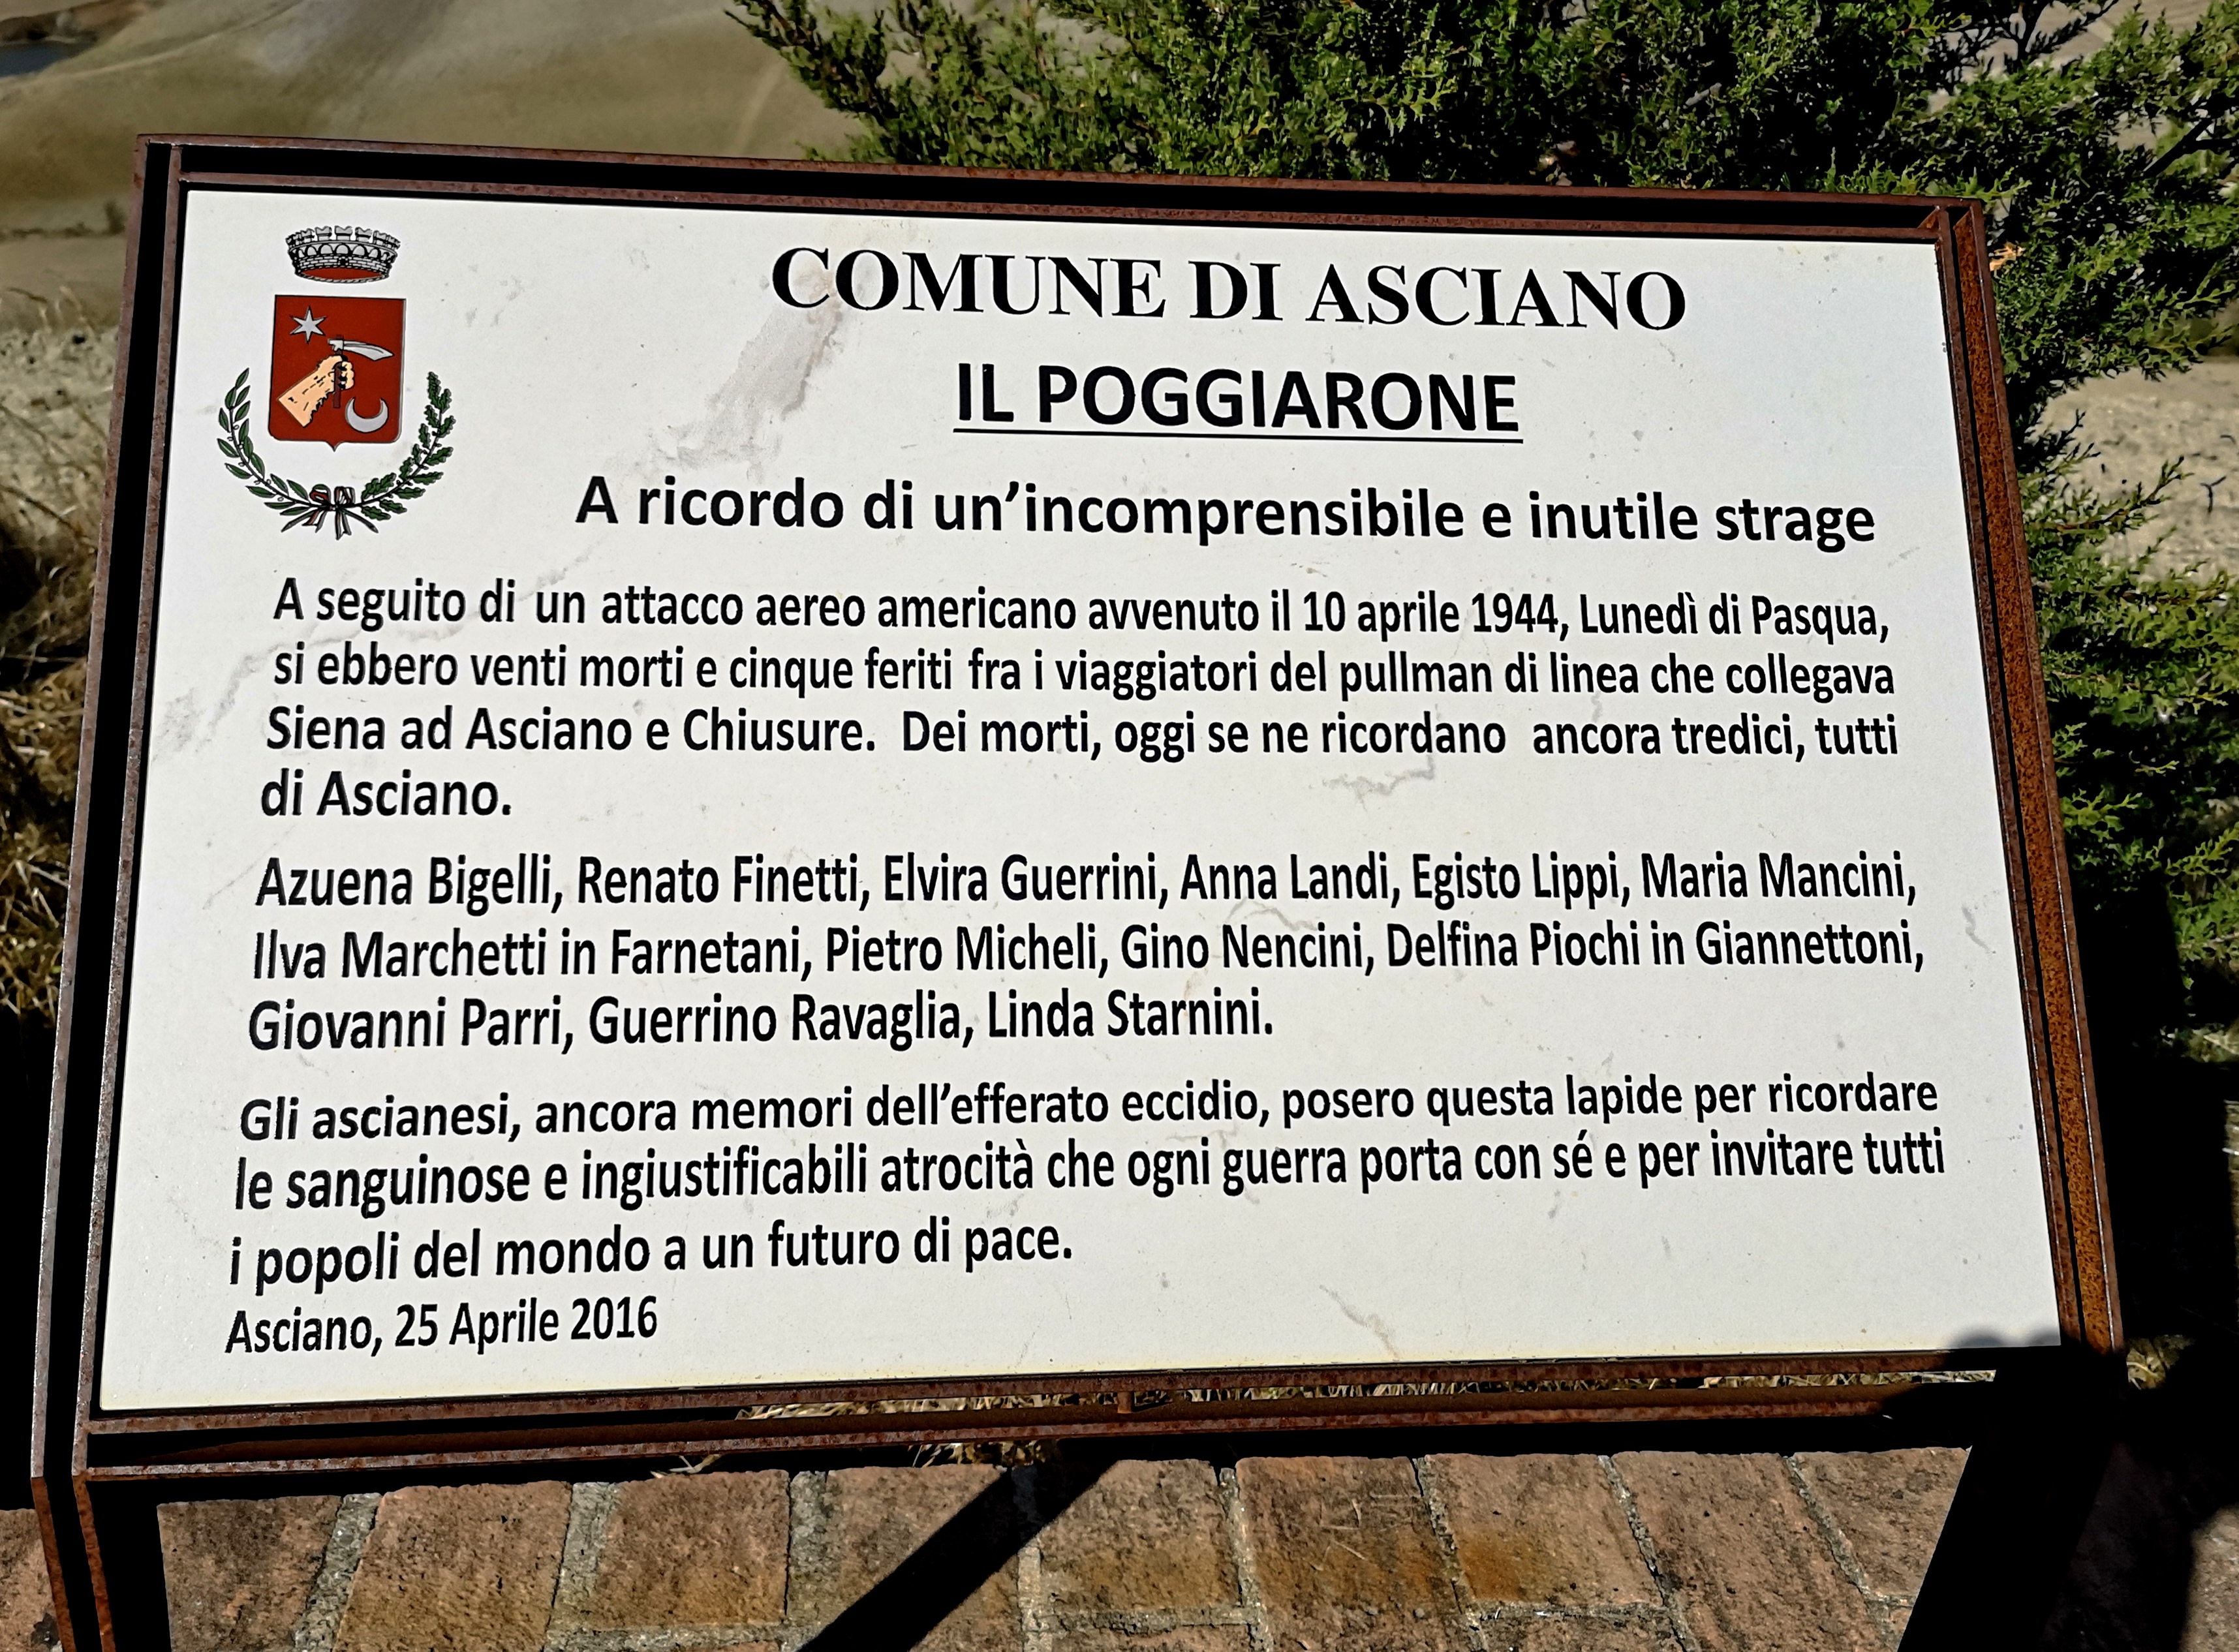 COMUNE DI ASCIANO
IL POGGIARONE
A ricordo di un’incomprensibile e inutile strage
A seguito di un attacco aereo americano avvenuto il 10 aprile 1944, Lunedì di Pasqua,
si ebbero venti morti e cinque feriti fra i viaggiatori del pullman di linea che collegava
Siena ad Asciano e Chiusure. Dei morti, oggi se ne ricordano ancora tredici, tutti
di Asciano.
Azuena Bigelli, Renato Finetti, Elvira Guerrini, Anna Landi, Egisto Lippi, Maria Mancini,
Ilva Marchetti in Farnetani, Pietro Micheli, Gino Nencini, Delfina Piochi in Giannettoni,
Giovanni Parri, Guerrino Ravaglia, Linda Starnini.
Gli ascianesi, ancora memori dell’efferato eccidio, posero questa lapide per ricordare
le sanguinose e ingiustificabili atrocità che ogni guerra porta con sé e per invitare tutti
i popoli del mondo a un futuro di pace.
Asciano, 25 Aprile 2016